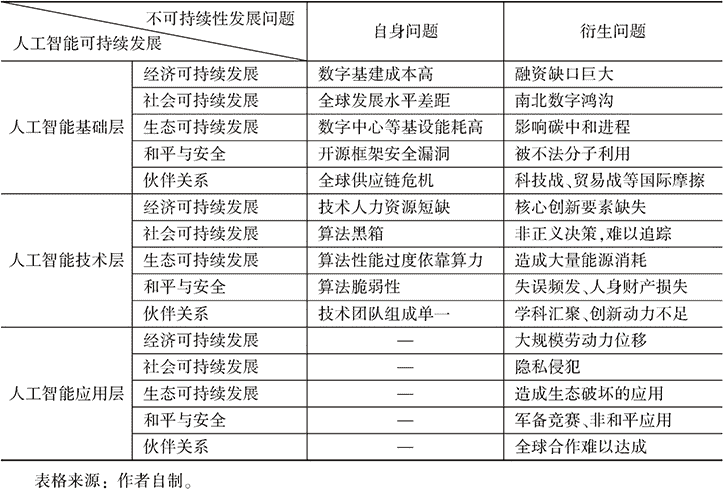 不可持续性发展问题
人工智能可持续发展
自身问题
衍生问题
人工智能基础层
经济可持续发展 数字基建成本高 融资缺口巨大
社会可持续发展 全球发展水平差距 南北数字鸿沟
生态可持续发展 数字中心等基设能耗高 影响碳中和进程
和平与安全 开源框架安全漏洞 被不法分子利用
伙伴关系 全球供应链危机 科技战、贸易战等国际摩擦
人工智能技术层
经济可持续发展 技术人力资源短缺 核心创新要素缺失
社会可持续发展 算法黑箱 非正义决策,难以追踪
生态可持续发展 算法性能过度依靠算力 造成大量能源消耗
和平与安全 算法脆弱性 失误频发、人身财产损失
伙伴关系 技术团队组成单一 学科汇聚、创新动力不足
人工智能应用层
经济可持续发展 — 大规模劳动力位移
社会可持续发展 — 隐私侵犯
生态可持续发展 — 造成生态破坏的应用
和平与安全 — 军备竞赛、非和平应用
伙伴关系 — 全球合作难以达成
表格来源：作者自制。